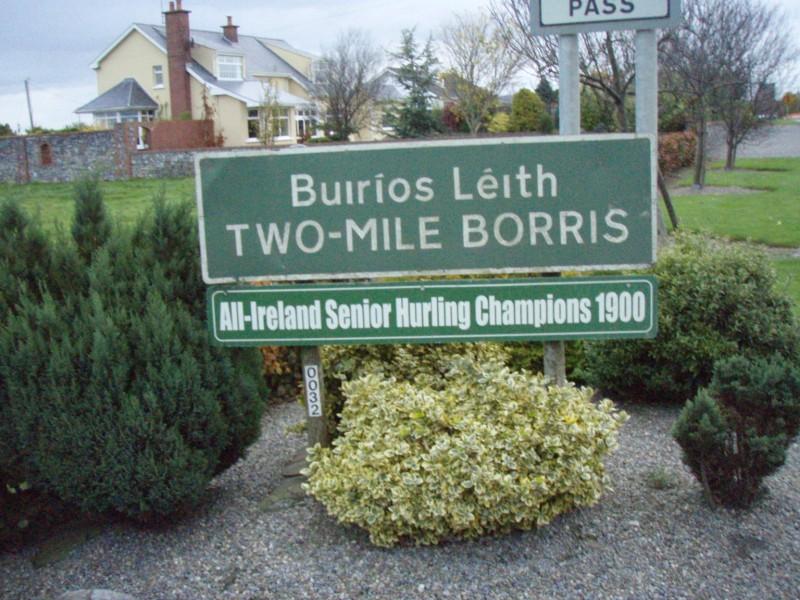 PASS
Buiríos Léith
TWO-MILE BORRIS
All-Ireland Senior Hurling Champions 1900
0032